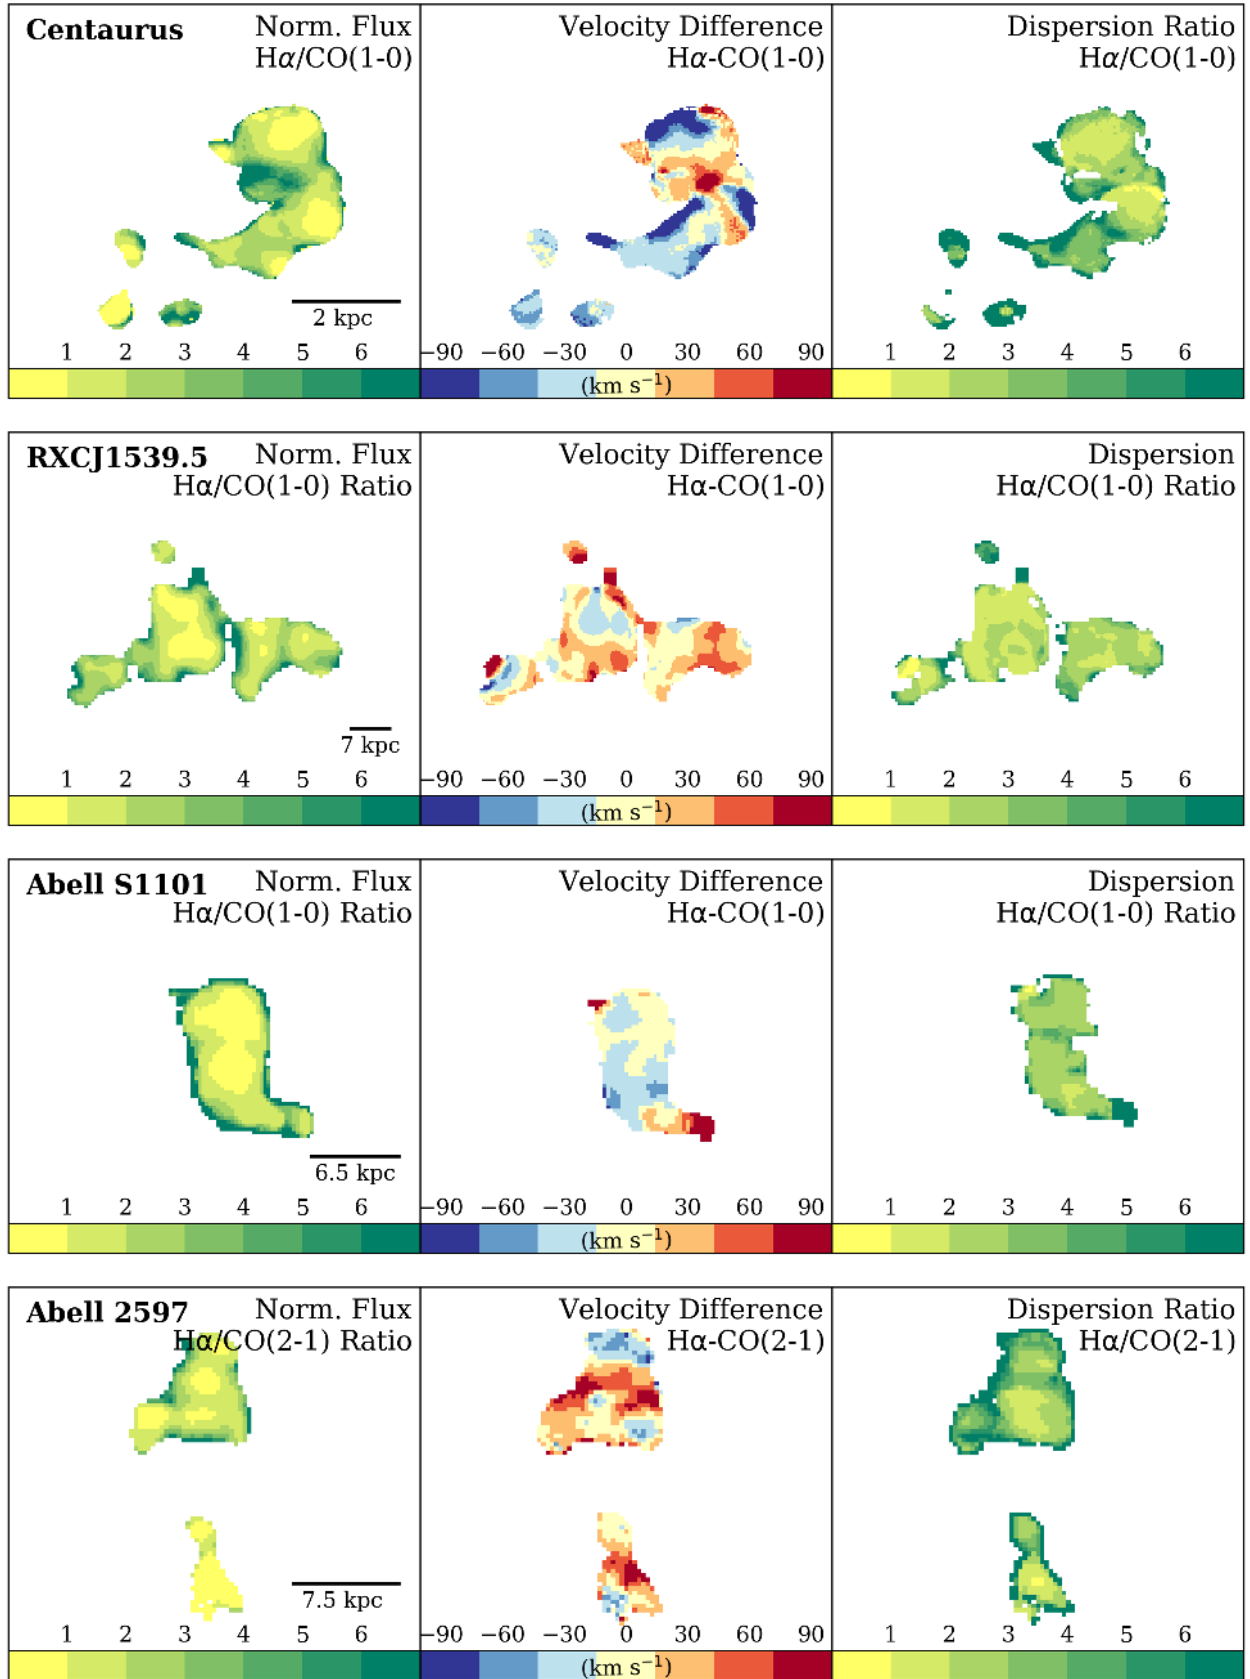 Centaurus
Norm. Flux
Hα/CO(1-0)
Velocity Difference
Hα-CO(1-0)
Dispersion Ratio
Hα/CO(1-0)
2 kpc
1 2 3 4 5 6
−90 −60 −30 0 30 60 90
1 2 3 4 5 6
(km s⁻¹)
RXCJ1539.5
Norm. Flux
Hα/CO(1-0) Ratio
Velocity Difference
Hα-CO(1-0)
Dispersion
Hα/CO(1-0) Ratio
7 kpc
1 2 3 4 5 6
−90 −60 −30 0 30 60 90
1 2 3 4 5 6
(km s⁻¹)
Abell S1101
Norm. Flux
Hα/CO(1-0) Ratio
Velocity Difference
Hα-CO(1-0)
Dispersion
Hα/CO(1-0) Ratio
6.5 kpc
1 2 3 4 5 6
−90 −60 −30 0 30 60 90
1 2 3 4 5 6
(km s⁻¹)
Abell 2597
Norm. Flux
Hα/CO(2-1) Ratio
Velocity Difference
Hα-CO(2-1)
Dispersion Ratio
Hα/CO(2-1)
7.5 kpc
1 2 3 4 5 6
−90 −60 −30 0 30 60 90
1 2 3 4 5 6
(km s⁻¹)